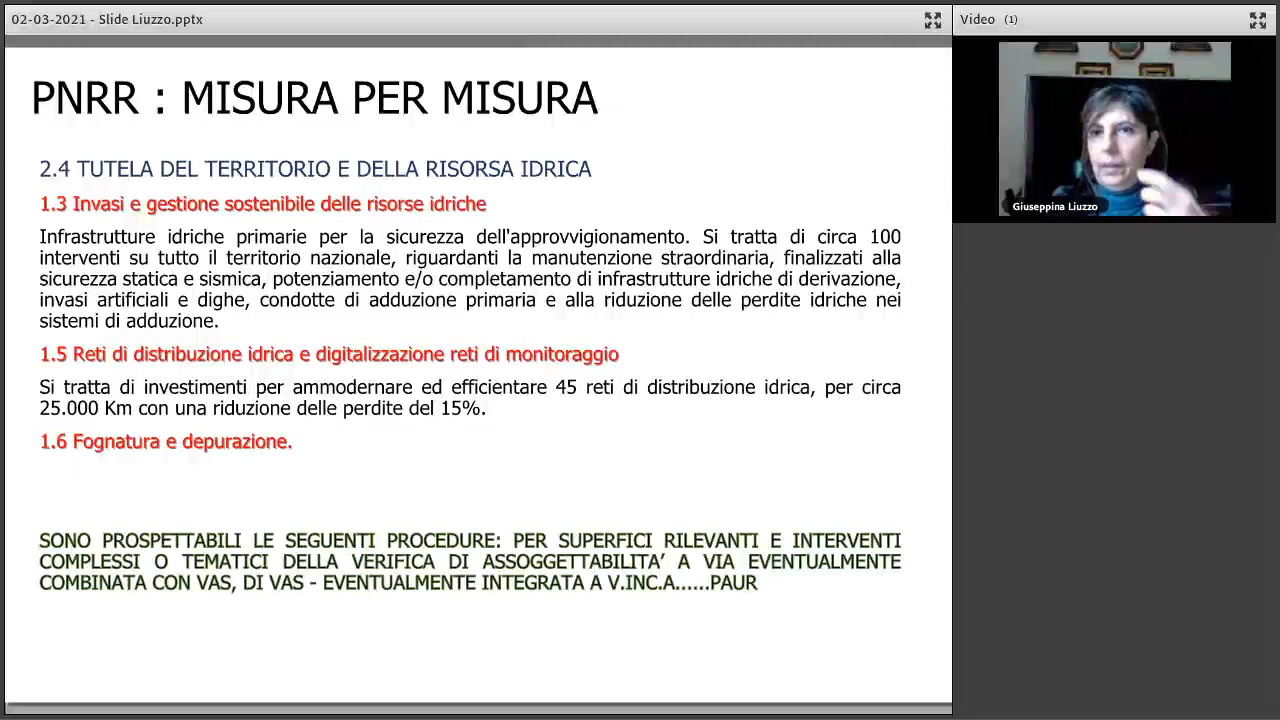 02-03-2021 - Slide Liuzzo.pptx
Video (1)
PNRR : MISURA PER MISURA
2.4 TUTELA DEL TERRITORIO E DELLA RISORSA IDRICA
1.3 Invasi e gestione sostenibile delle risorse idriche
Infrastrutture idriche primarie per la sicurezza dell'approvvigionamento. Si tratta di circa 100
interventi su tutto il territorio nazionale, riguardanti la manutenzione straordinaria, finalizzati alla
sicurezza statica e sismica, potenziamento e/o completamento di infrastrutture idriche di derivazione,
invasi artificiali e dighe, condotte di adduzione primaria e alla riduzione delle perdite idriche nei
sistemi di adduzione.
1.5 Reti di distribuzione idrica e digitalizzazione reti di monitoraggio
Si tratta di investimenti per ammodernare ed efficientare 45 reti di distribuzione idrica, per circa
25.000 Km con una riduzione delle perdite del 15%.
1.6 Fognatura e depurazione.
SONO PROSPETTABILI LE SEGUENTI PROCEDURE: PER SUPERFICI RILEVANTI E INTERVENTI
COMPLESSI O TEMATICI DELLA VERIFICA DI ASSOGGETTABILITA’ A VIA EVENTUALMENTE
COMBINATA CON VAS, DI VAS - EVENTUALMENTE INTEGRATA A V.INC.A......PAUR
Giuseppina Liuzzo